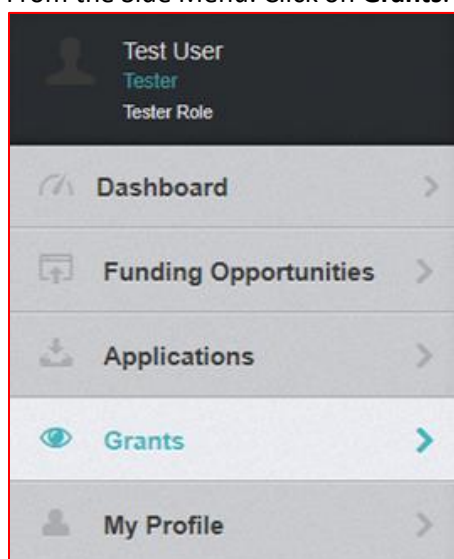 From the Side Menu: Click on Grants.
Test User
Tester
Tester Role
Dashboard
Funding Opportunities
Applications
Grants
My Profile